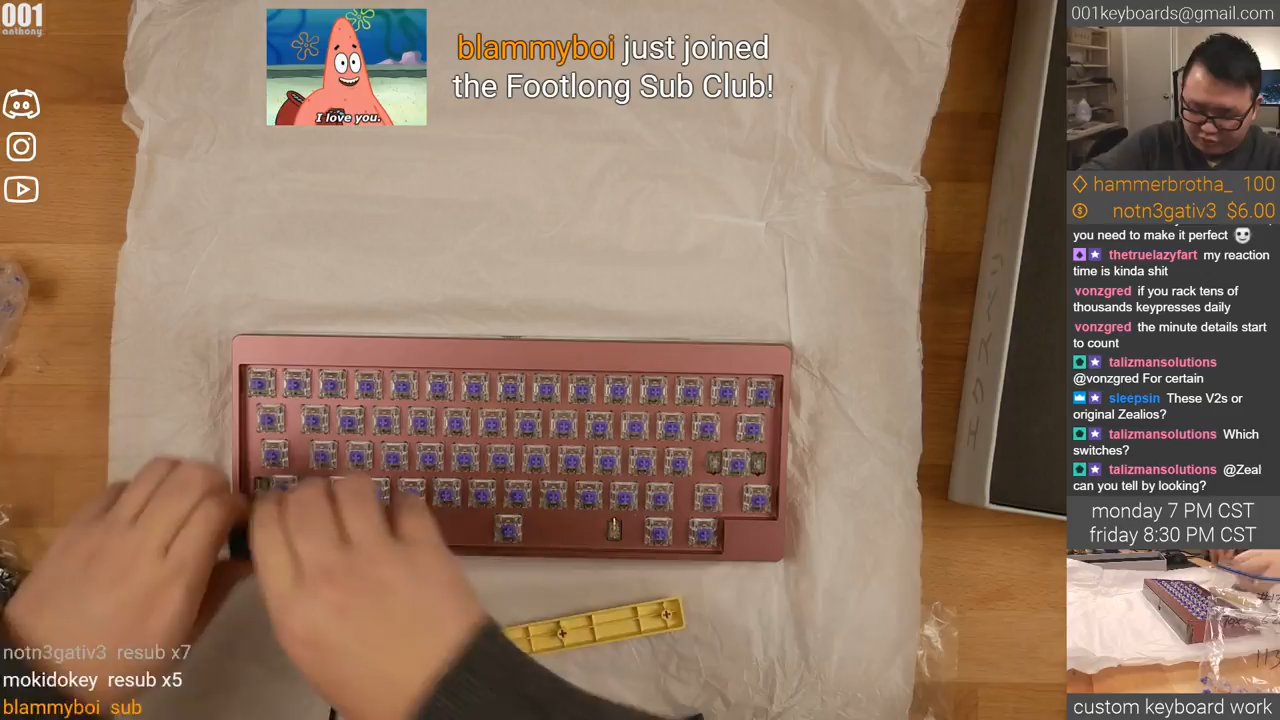 001
anthony
I love you.
blammyboi just joined
the Footlong Sub Club!
001keyboards@gmail.com
hammerbrotha_ 100
notn3gativ3 $6.00
you need to make it perfect
thetruelazyfart my reaction
time is kinda shit
vonzgred if you rack tens of
thousands keypresses daily
vonzgred the minute details start
to count
talizmansolutions
@vonzgred For certain
sleepsin These V2s or
original Zealios?
talizmansolutions Which
switches?
talizmansolutions @Zeal
can you tell by looking?
monday 7 PM CST
friday 8:30 PM CST
custom keyboard work
notn3gativ3 resub x7
mokidokey resub x5
blammyboi sub